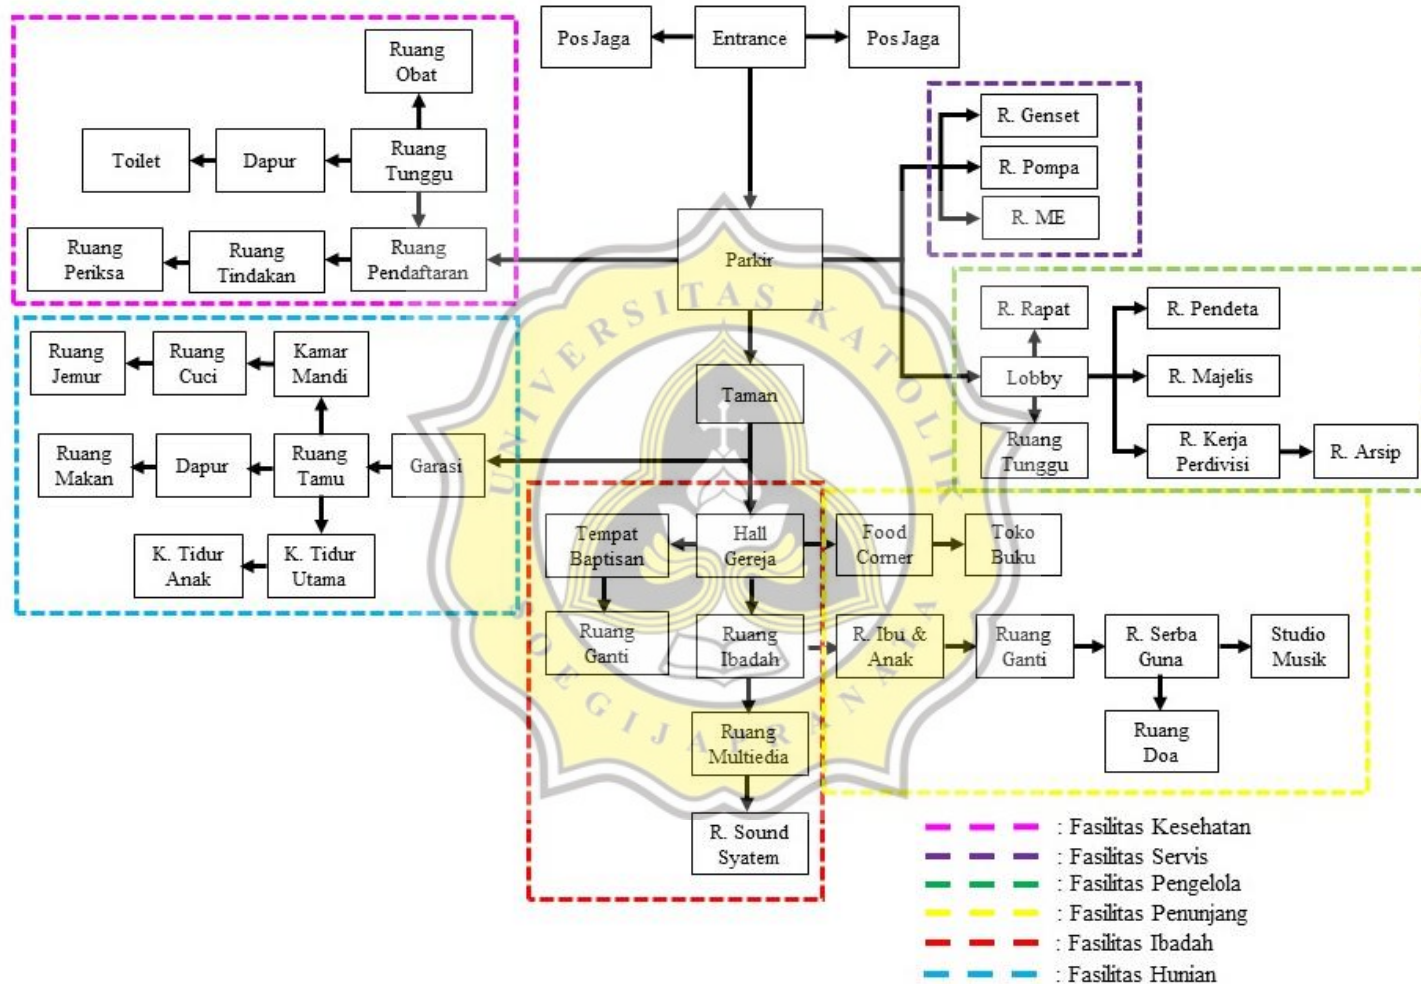 Pos Jaga
Entrance
Pos Jaga
Ruang
Obat
Toilet
Dapur
Ruang
Tunggu
Ruang
Periksa
Ruang
Tindakan
Ruang
Pendaftaran
Parkir
R. Genset
R. Pompa
R. ME
R. Rapat
Lobby
Ruang
Tunggu
R. Pendeta
R. Majelis
R. Kerja
Perdivisi
R. Arsip
Ruang
Jemur
Ruang
Cuci
Kamar
Mandi
Ruang
Makan
Dapur
Ruang
Tamu
Garasi
K. Tidur
Anak
K. Tidur
Utama
Taman
Tempat
Baptisan
Hall
Gereja
Food
Corner
Toko
Buku
Ruang
Ganti
Ruang
Ibadah
R. Ibu &
Anak
Ruang
Ganti
R. Serba
Guna
Studio
Musik
Ruang
Doa
Ruang
Multiedia
R. Sound
Syatem
UNIVERSITAS KATOLIK
SOEGIJAPRANATA
: Fasilitas Kesehatan
: Fasilitas Servis
: Fasilitas Pengelola
: Fasilitas Penunjang
: Fasilitas Ibadah
: Fasilitas Hunian